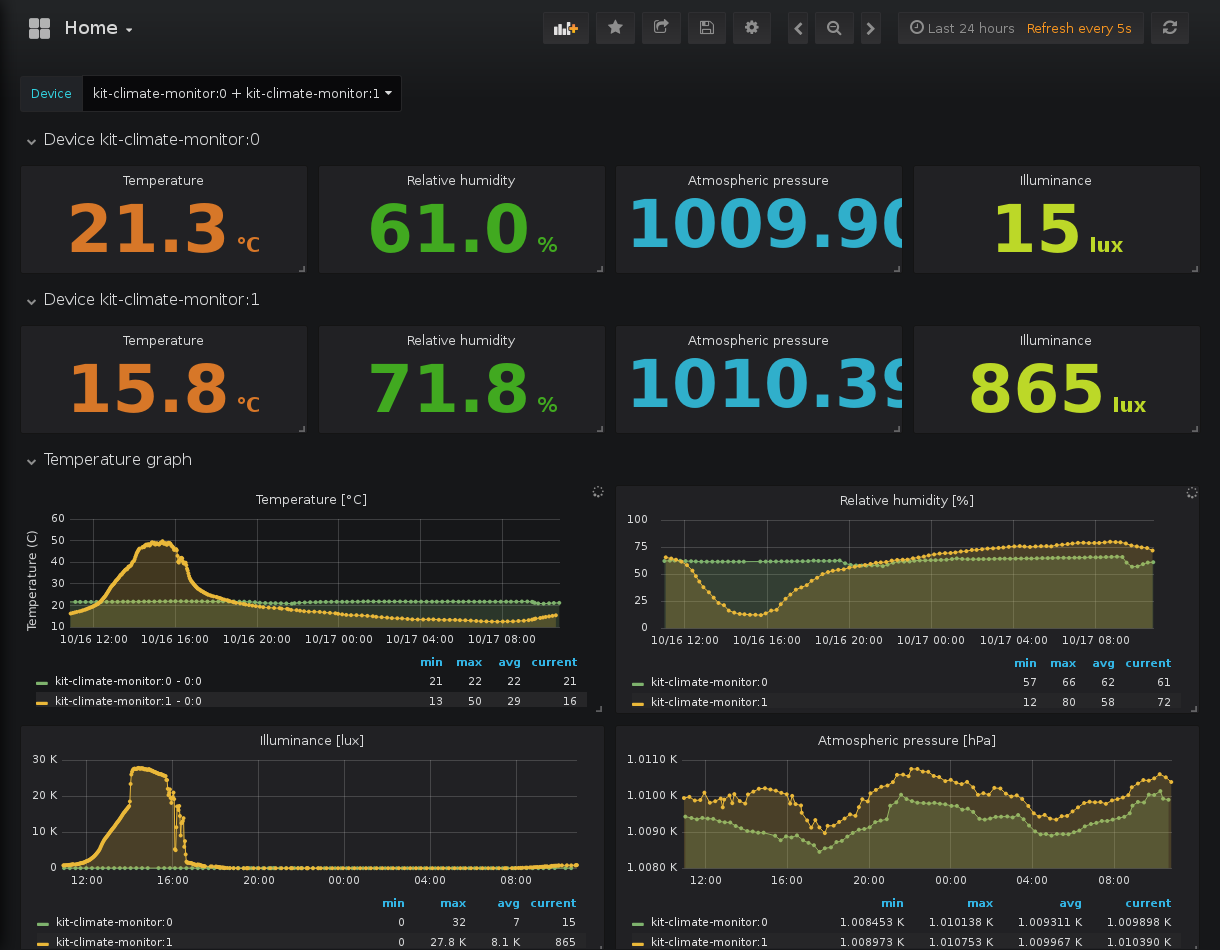 Home
Last 24 hours Refresh every 5s
Device kit-climate-monitor:0 + kit-climate-monitor:1
Device kit-climate-monitor:0
Temperature Relative humidity Atmospheric pressure Illuminance
21.3 °C 61.0 % 1009.90 15 lux
Device kit-climate-monitor:1
Temperature Relative humidity Atmospheric pressure Illuminance
15.8 °C 71.8 % 1010.39 865 lux
Temperature graph
Temperature [°C]
Temperature (C)
60
50
40
30
20
10
10/16 12:00 10/16 16:00 10/16 20:00 10/17 00:00 10/17 04:00 10/17 08:00
min max avg current
kit-climate-monitor:0 - 0:0 21 22 22 21
kit-climate-monitor:1 - 0:0 13 50 29 16
Relative humidity [%]
100
75
50
25
0
10/16 12:00 10/16 16:00 10/16 20:00 10/17 00:00 10/17 04:00 10/17 08:00
min max avg current
kit-climate-monitor:0 57 66 62 61
kit-climate-monitor:1 12 80 58 72
Illuminance [lux]
30 K
20 K
10 K
0
12:00 16:00 20:00 00:00 04:00 08:00
min max avg current
kit-climate-monitor:0 0 32 7 15
kit-climate-monitor:1 0 27.8 K 8.1 K 865
Atmospheric pressure [hPa]
1.0110 K
1.0100 K
1.0090 K
1.0080 K
12:00 16:00 20:00 00:00 04:00 08:00
min max avg current
kit-climate-monitor:0 1.008453 K 1.010138 K 1.009311 K 1.009898 K
kit-climate-monitor:1 1.008973 K 1.010753 K 1.009967 K 1.010390 K